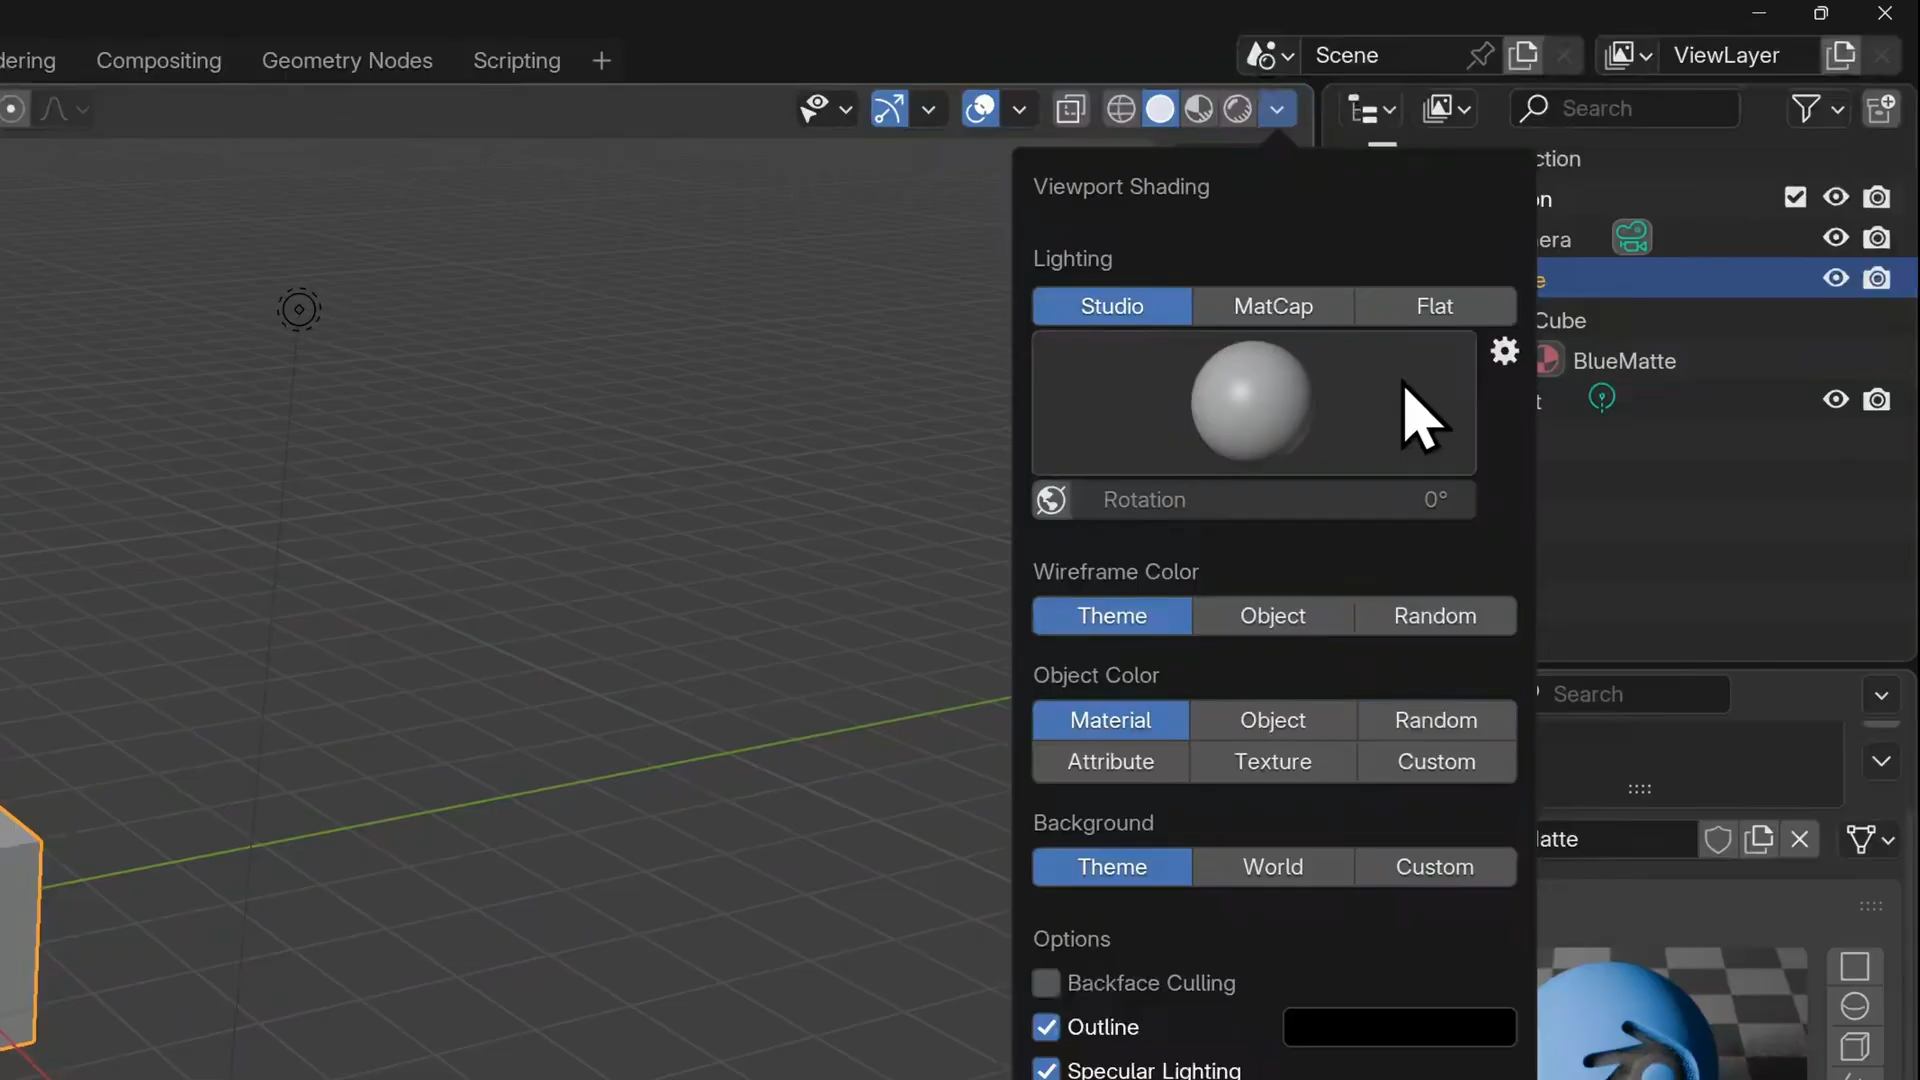 dering Compositing Geometry Nodes Scripting +
Scene
ViewLayer
Search
Viewport Shading
ction
on
Lighting
era
Studio MatCap Flat
e
Cube
BlueMatte
t
Rotation 0°
Wireframe Color
Theme Object Random
Object Color
Search
Material Object Random
Attribute Texture Custom
Background
atte
Theme World Custom
Options
Backface Culling
Outline
Specular Lighting